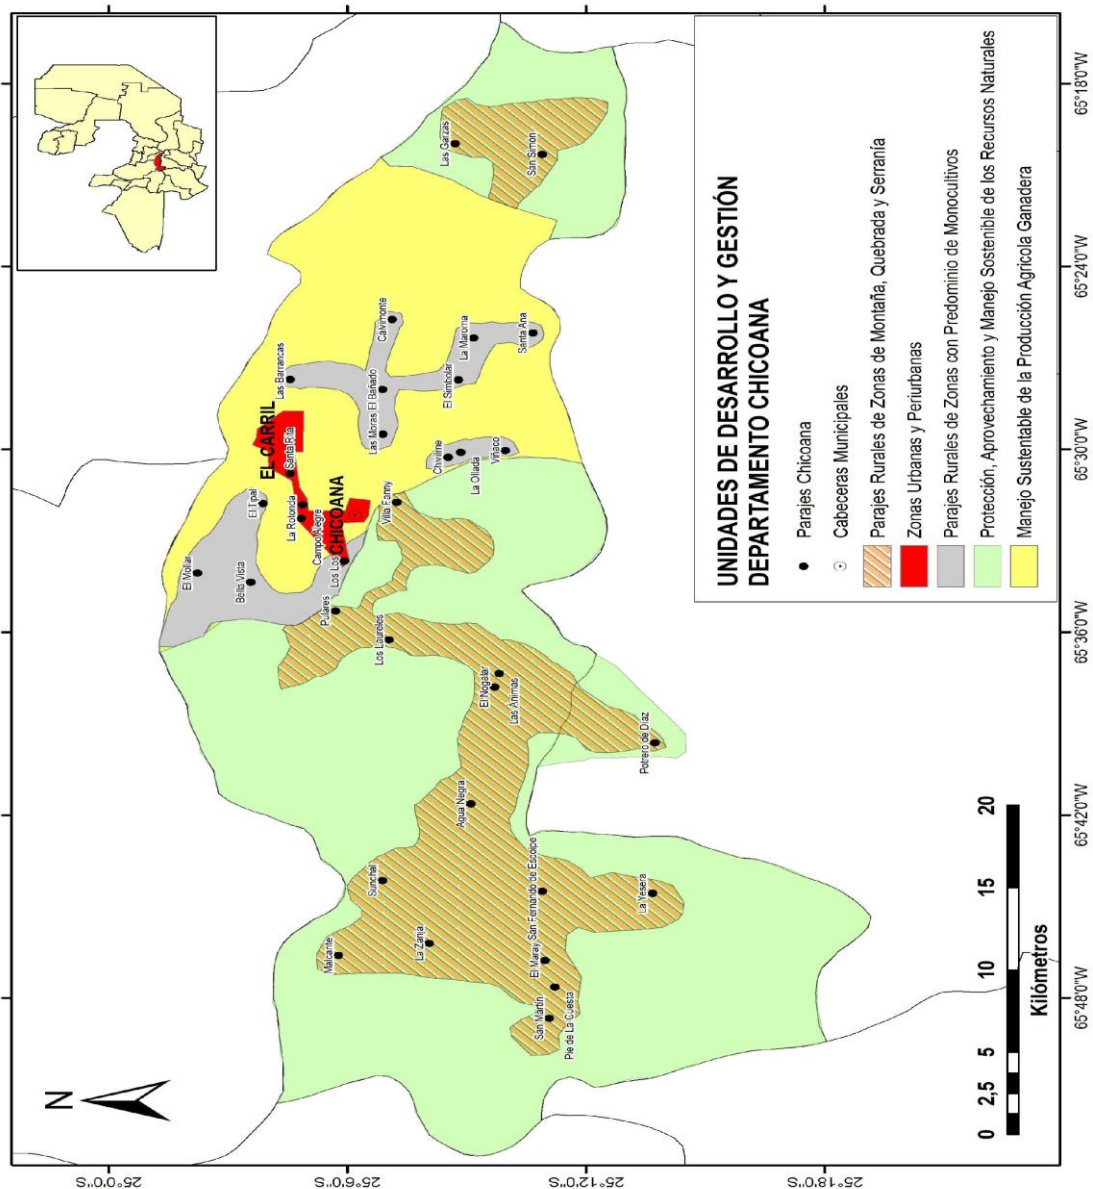 N
EL CARRIL
CHICOANA
El Mollar
Bella Vista
El Tipal
La Rotonda
Santa Rita
Campo Alegre
Los Los
Pulares
Los Laureles
Villa Fanny
Las Barrancas
Las Moras
El Bañado
Calvimonte
El Simbolar
La Maroma
Santa Ana
Chivilme
La Ollada
Viñaco
Las Garzas
San Simon
El Nogalar
Las Animas
Potrero de Diaz
Agua Negra
Sunchal
Malcante
La Zanja
San Fernando de Escoipe
El Maray
La Yesera
San Martín
Pie de La Cuesta
UNIDADES DE DESARROLLO Y GESTIÓN
DEPARTAMENTO CHICOANA
Parajes Chicoana
Cabeceras Municipales
Parajes Rurales de Zonas de Montaña, Quebrada y Serranía
Zonas Urbanas y Periurbanas
Parajes Rurales de Zonas con Predominio de Monocultivos
Protección, Aprovechamiento y Manejo Sostenible de los Recursos Naturales
Manejo Sustentable de la Producción Agrícola Ganadera
0 2,5 5 10 15 20
Kilómetros
65°48'0"W
65°42'0"W
65°36'0"W
65°30'0"W
65°24'0"W
65°18'0"W
25°0'0"S
25°6'0"S
25°12'0"S
25°18'0"S